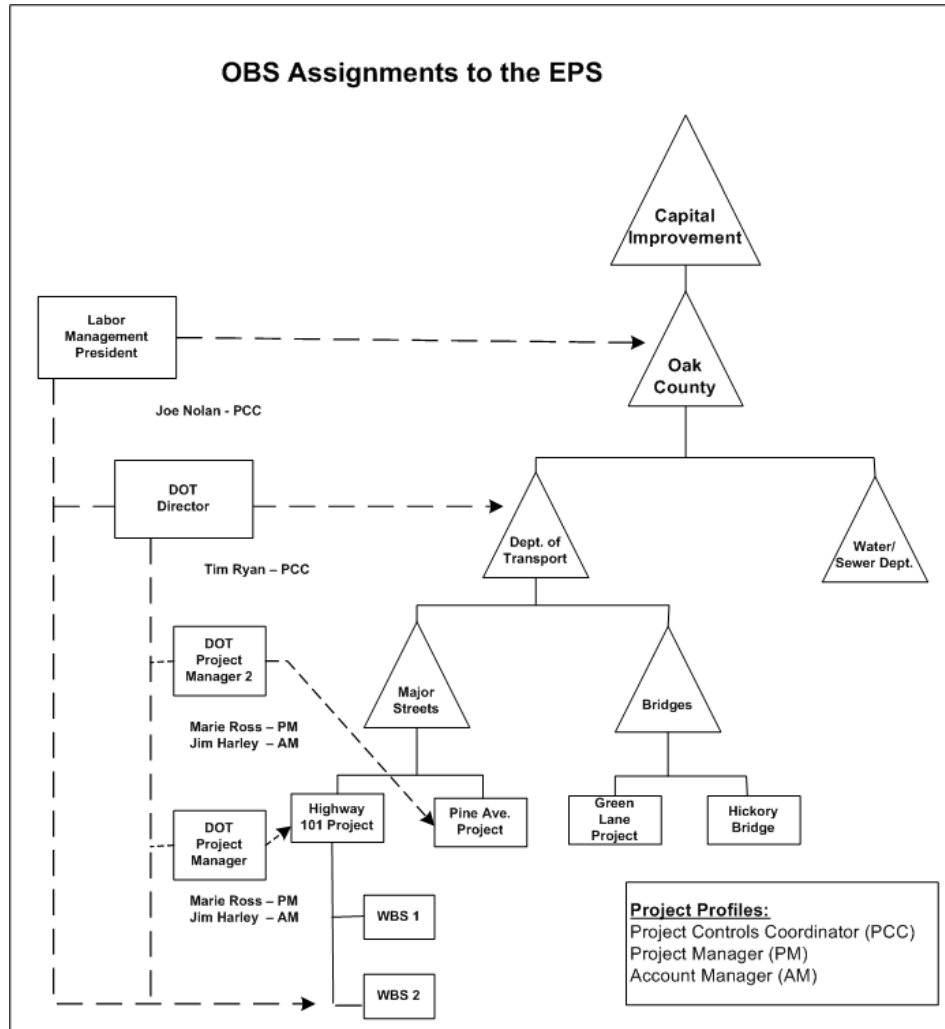 OBS Assignments to the EPS
Capital
Improvement
Labor
Management
President
Oak
County
Joe Nolan - PCC
DOT
Director
Dept. of
Transport
Water/
Sewer Dept.
Tim Ryan – PCC
DOT
Project
Manager 2
Major
Streets
Bridges
Marie Ross – PM
Jim Harley – AM
Highway
101 Project
Pine Ave.
Project
Green
Lane
Project
Hickory
Bridge
DOT
Project
Manager
Marie Ross – PM
Jim Harley – AM
WBS 1
WBS 2
Project Profiles:
Project Controls Coordinator (PCC)
Project Manager (PM)
Account Manager (AM)